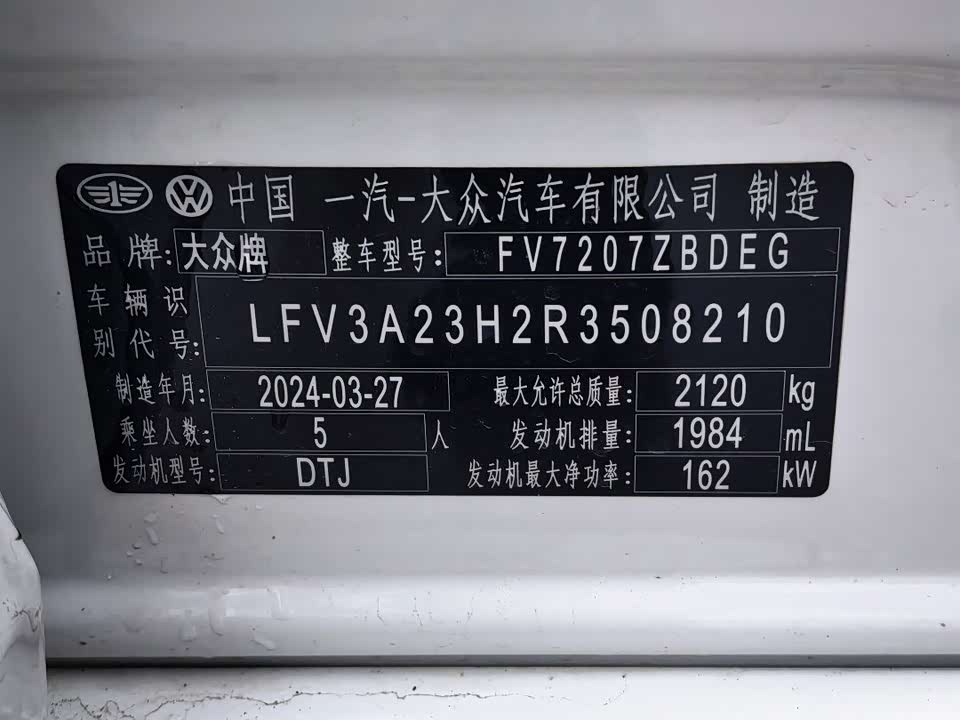 中国 一汽-大众汽车有限公司 制造
品牌: 大众牌 整车型号: FV7207ZBDEG
车辆识别代号: LFV3A23H2R3508210
制造年月: 2024-03-27 最大允许总质量: 2120 kg
乘坐人数: 5 人 发动机排量: 1984 mL
发动机型号: DTJ 发动机最大净功率: 162 kW